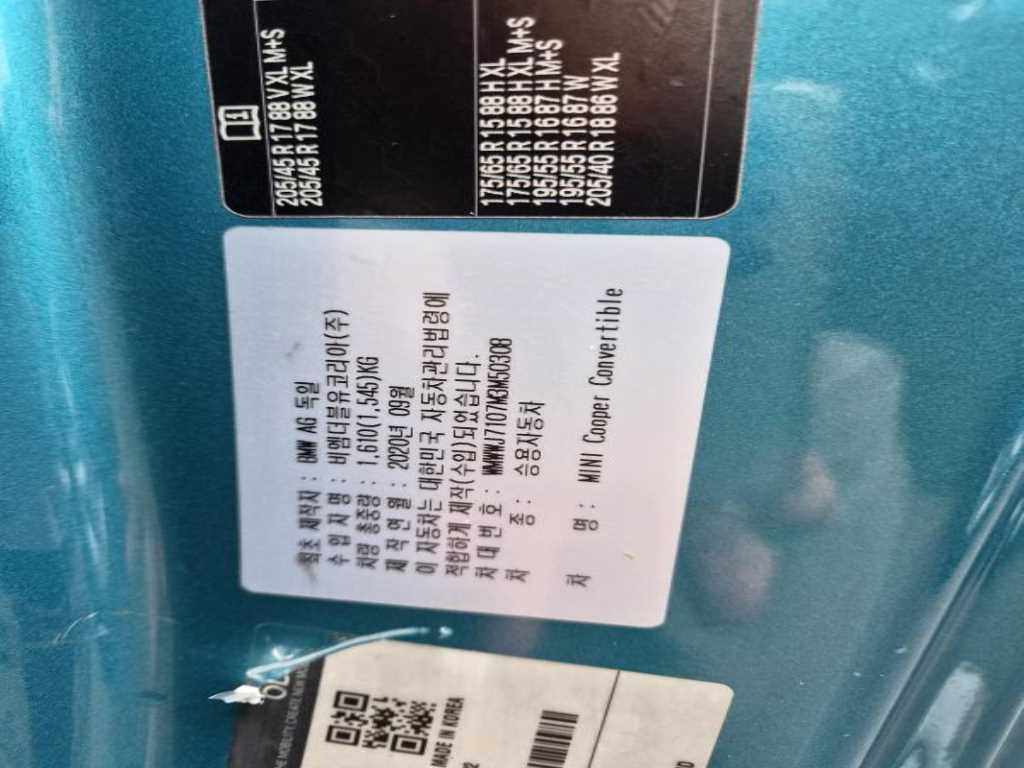 205/45 R 17 88 V XL M+S
205/45 R 17 88 W XL
175/65 R 15 88 H XL
175/65 R 15 88 H XL M+S
195/55 R 16 87 H M+S
195/55 R 16 87 W
205/40 R 18 86 W XL
최초 제작자 : BMW AG 독일
수 입 자 명 : 비엠더블유코리아(주)
차량 총중량 : 1,610(1,545)KG
제 작 연 월 : 2020년 09월
이 자동차는 대한민국 자동차관리법령에
적합하게 제작(수입)되었습니다.
차 대 번 호 : WMWWJ7107M3M50308
차 종 : 승용자동차
차 명 : MINI Cooper Convertible
MADE IN KOREA